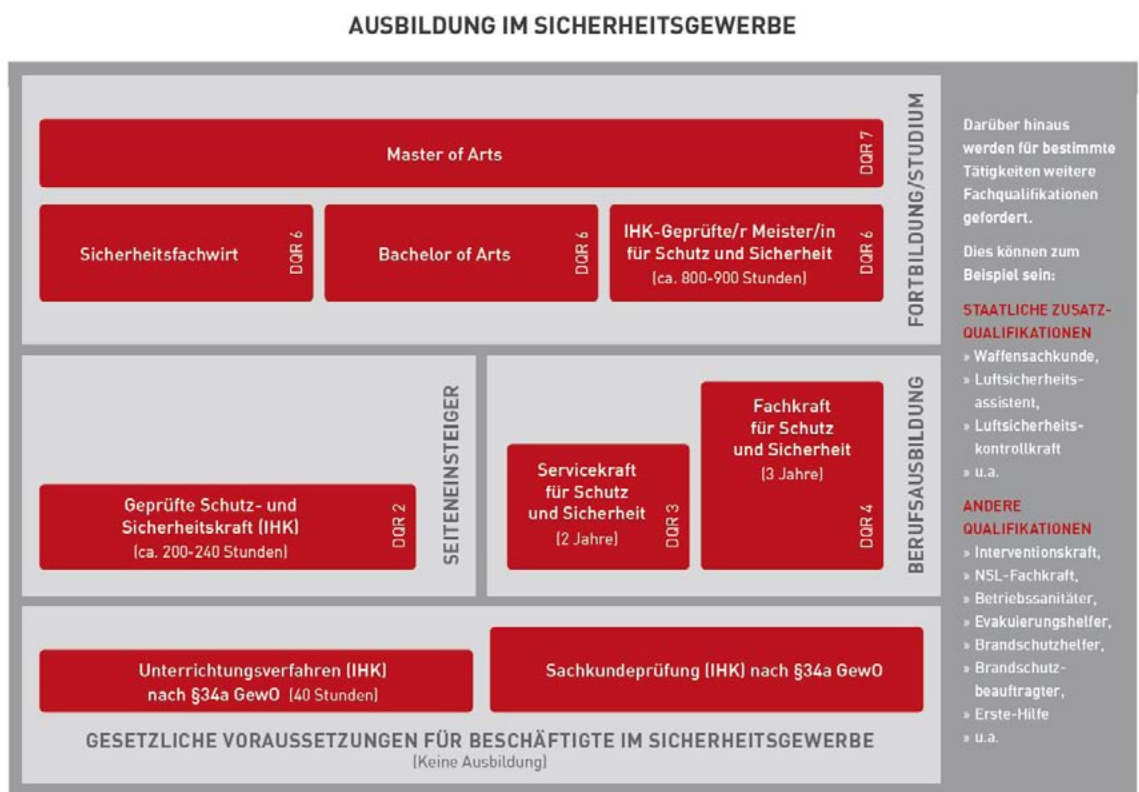 AUSBILDUNG IM SICHERHEITSGEWERBE
Master of Arts
DQR 7
Sicherheitsfachwirt
DQR 6
Bachelor of Arts
DQR 6
IHK-Geprüfte/r Meister/in
für Schutz und Sicherheit
(ca. 800-900 Stunden)
DQR 6
FORTBILDUNG/STUDIUM
Geprüfte Schutz- und
Sicherheitskraft (IHK)
(ca. 200-240 Stunden)
DQR 2
SEITENEINSTEIGER
Servicekraft
für Schutz
und Sicherheit
(2 Jahre)
DQR 3
Fachkraft
für Schutz
und Sicherheit
(3 Jahre)
DQR 4
BERUFSAUSBILDUNG
Unterrichtungsverfahren (IHK)
nach §34a GewO (40 Stunden)
Sachkundeprüfung (IHK) nach §34a GewO
GESETZLICHE VORAUSSETZUNGEN FÜR BESCHÄFTIGTE IM SICHERHEITSGEWERBE
(Keine Ausbildung)
Darüber hinaus
werden für bestimmte
Tätigkeiten weitere
Fachqualifikationen
gefordert.
Dies können zum
Beispiel sein:
STAATLICHE ZUSATZ-
QUALIFIKATIONEN
» Waffensachkunde,
» Luftsicherheits-
assistent,
» Luftsicherheits-
kontrollkraft
» u.a.
ANDERE
QUALIFIKATIONEN
» Interventionskraft,
» NSL-Fachkraft,
» Betriebssanitäter,
» Evakuierungshelfer,
» Brandschutzhelfer,
» Brandschutz-
beauftragter,
» Erste-Hilfe
» u.a.